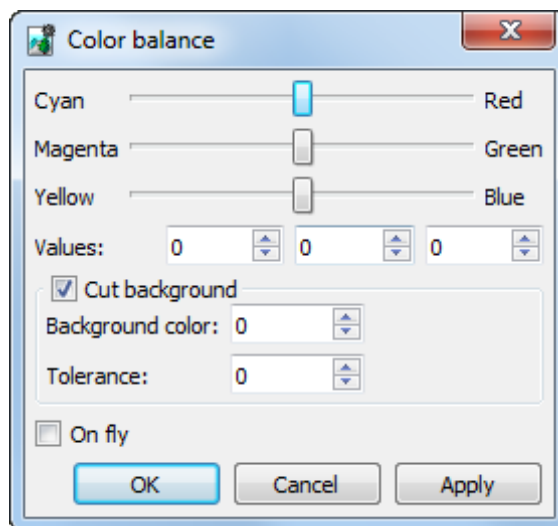 Color balance
Cyan Red
Magenta Green
Yellow Blue
Values: 0 0 0
Cut background
Background color: 0
Tolerance: 0
On fly
OK Cancel Apply